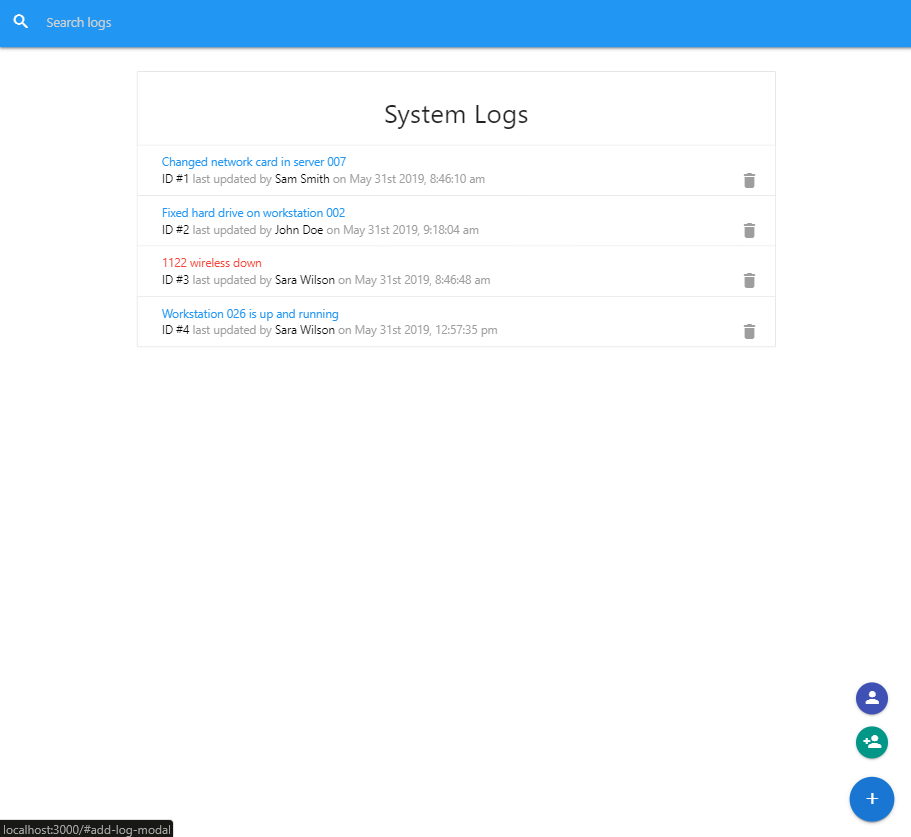 Search logs
System Logs
Changed network card in server 007
ID #1 last updated by Sam Smith on May 31st 2019, 8:46:10 am
Fixed hard drive on workstation 002
ID #2 last updated by John Doe on May 31st 2019, 9:18:04 am
1122 wireless down
ID #3 last updated by Sara Wilson on May 31st 2019, 8:46:48 am
Workstation 026 is up and running
ID #4 last updated by Sara Wilson on May 31st 2019, 12:57:35 pm
localhost:3000/#add-log-modal